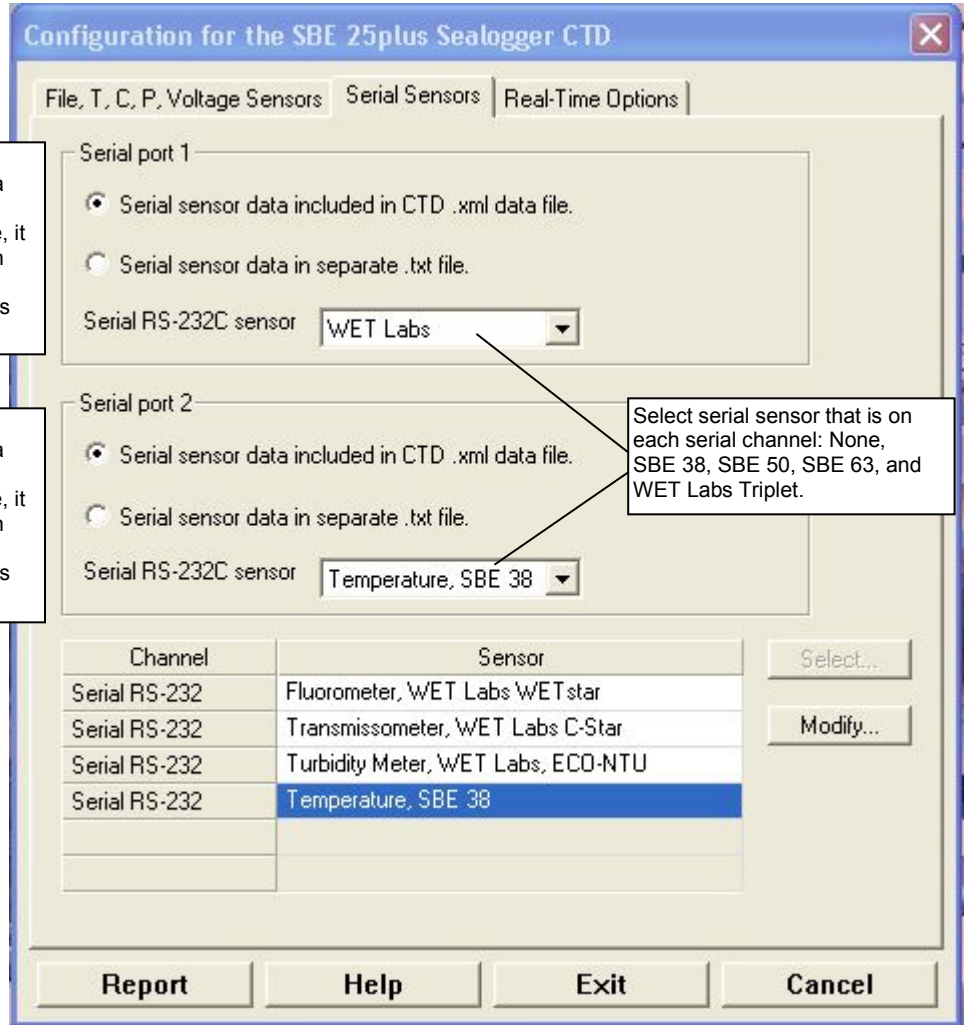 Configuration for the SBE 25plus Sealogger CTD
File, T, C, P, Voltage Sensors
Serial Sensors
Real-Time Options
Serial port 1
Serial sensor data included in CTD .xml data file.
Serial sensor data in separate .txt file.
Serial RS-232C sensor
WET Labs
a
, it
n
s
Serial port 2
Serial sensor data included in CTD .xml data file.
Serial sensor data in separate .txt file.
Serial RS-232C sensor
Temperature, SBE 38
a
, it
n
s
Select serial sensor that is on
each serial channel: None,
SBE 38, SBE 50, SBE 63, and
WET Labs Triplet.
Channel Sensor
Serial RS-232 Fluorometer, WET Labs WETstar
Serial RS-232 Transmissometer, WET Labs C-Star
Serial RS-232 Turbidity Meter, WET Labs, ECO-NTU
Serial RS-232 Temperature, SBE 38
Select...
Modify...
Report
Help
Exit
Cancel